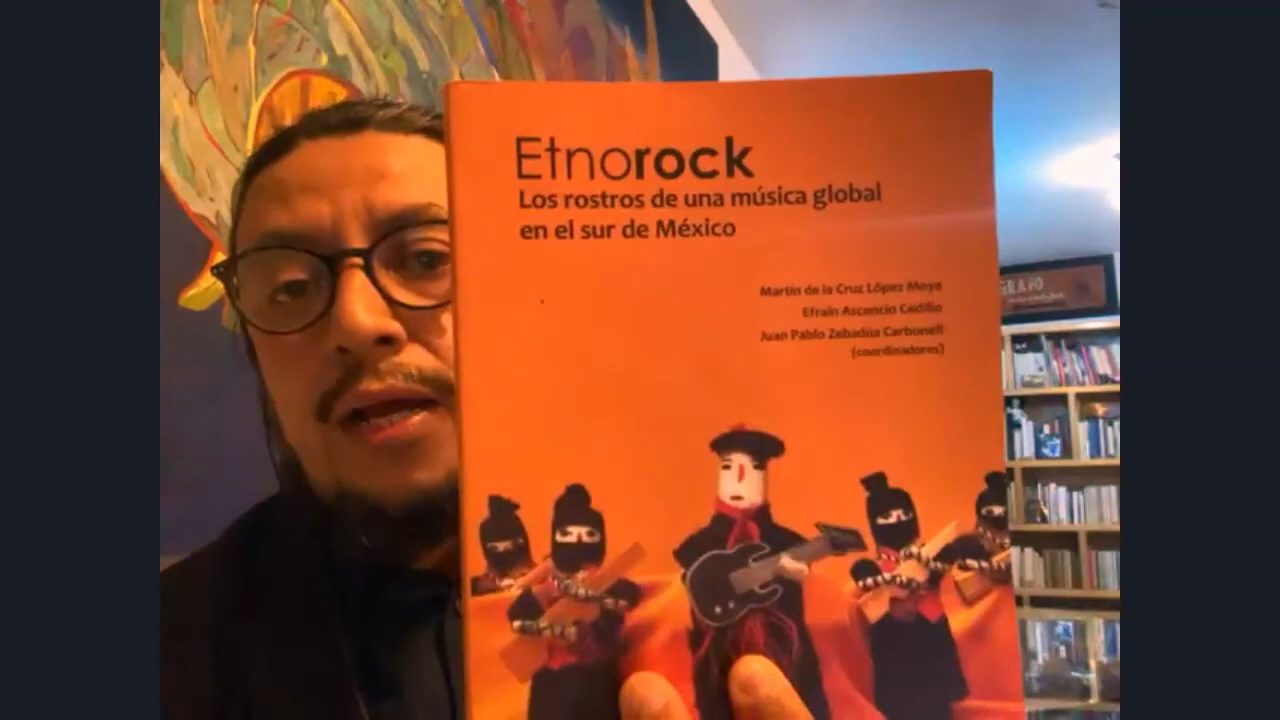 Etnorock
Los rostros de una música global
en el sur de México
Martín de la Cruz López Moya
Efraín Ascencio Cedillo
Juan Pablo Zebadúa Carbonell
(coordinadores)